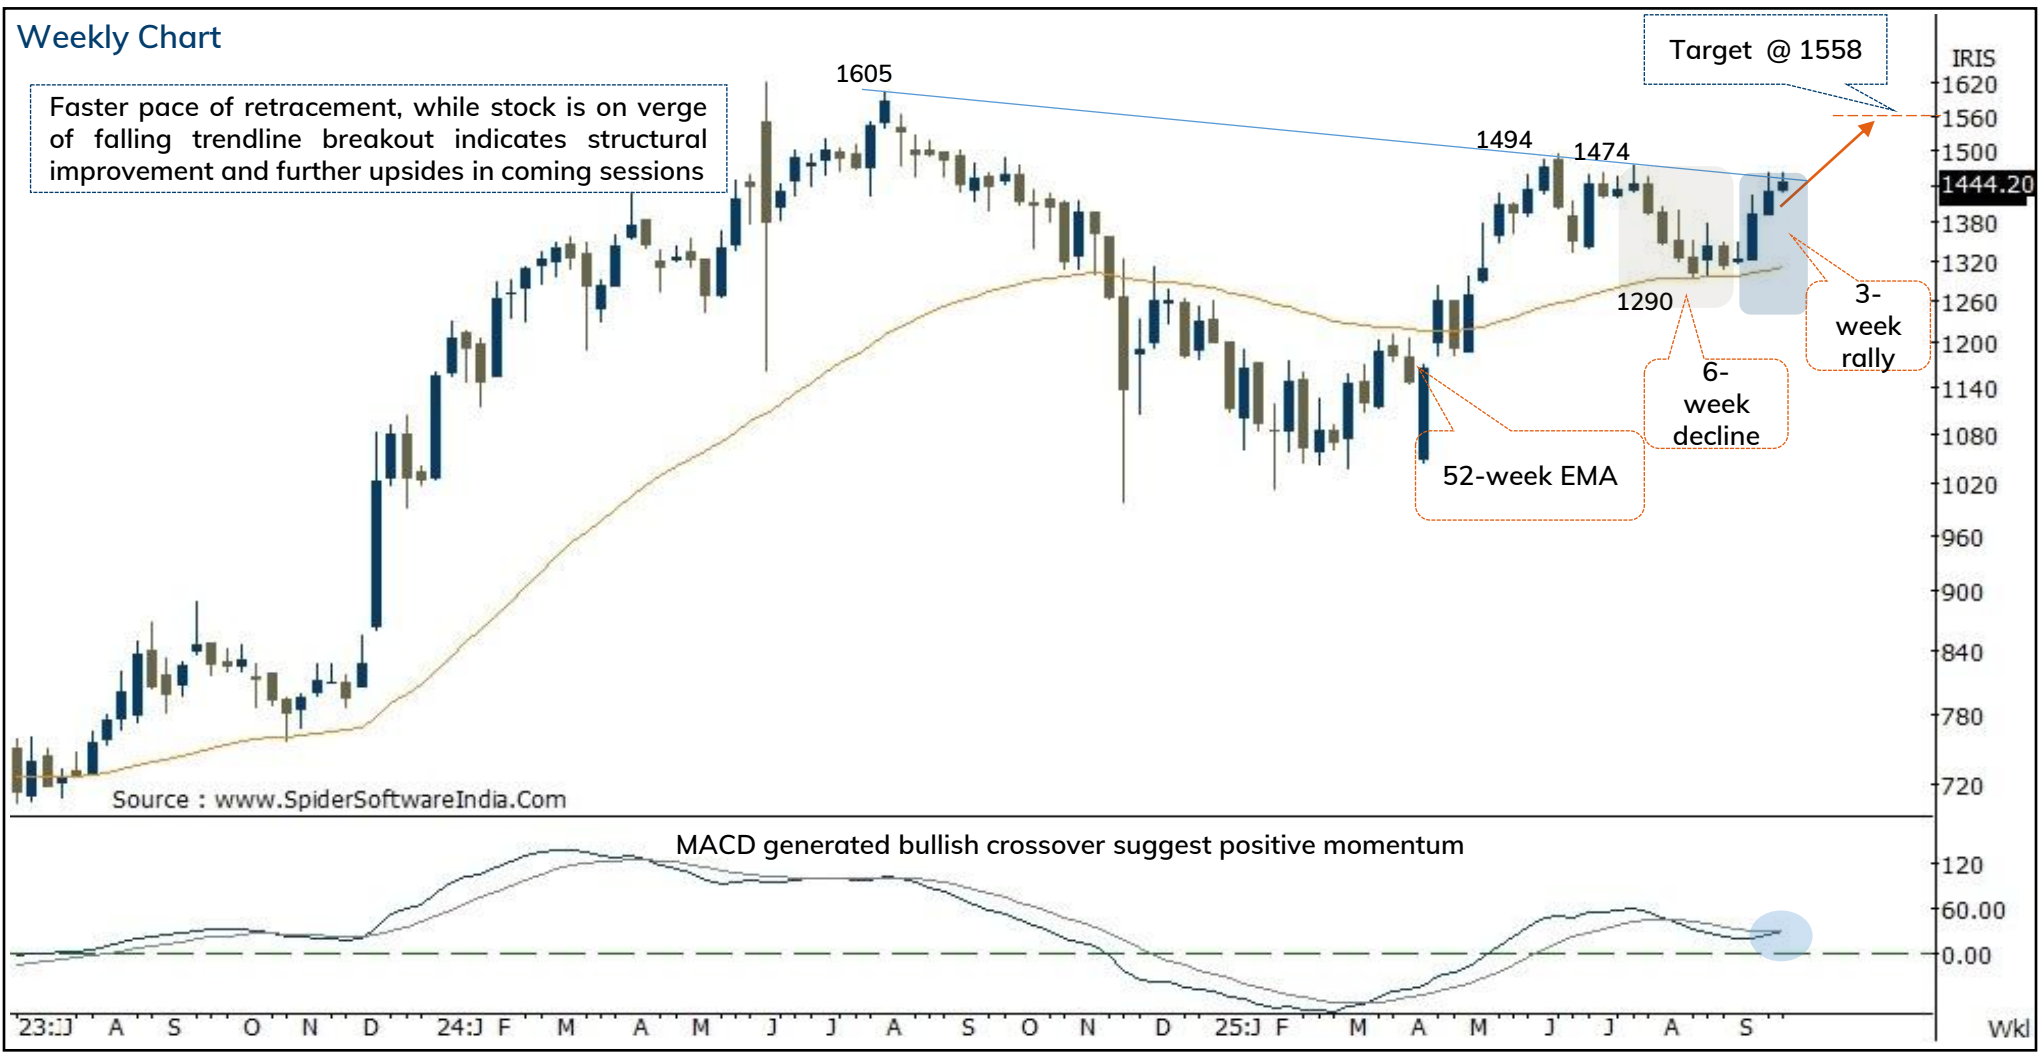 Weekly Chart
Faster pace of retracement, while stock is on verge
of falling trendline breakout indicates structural
improvement and further upsides in coming sessions
1605
1494
1474
1290
Target @ 1558
3-
week
rally
6-
week
decline
52-week EMA
IRIS
1620
1560
1500
1444.20
1380
1320
1260
1200
1140
1080
1020
960
900
840
780
720
Source : www.SpiderSoftwareIndia.Com
MACD generated bullish crossover suggest positive momentum
120
60.00
0.00
A S O N D 24:J F M A M J J A S O N D 25:J F M A M J J A S
Wkl